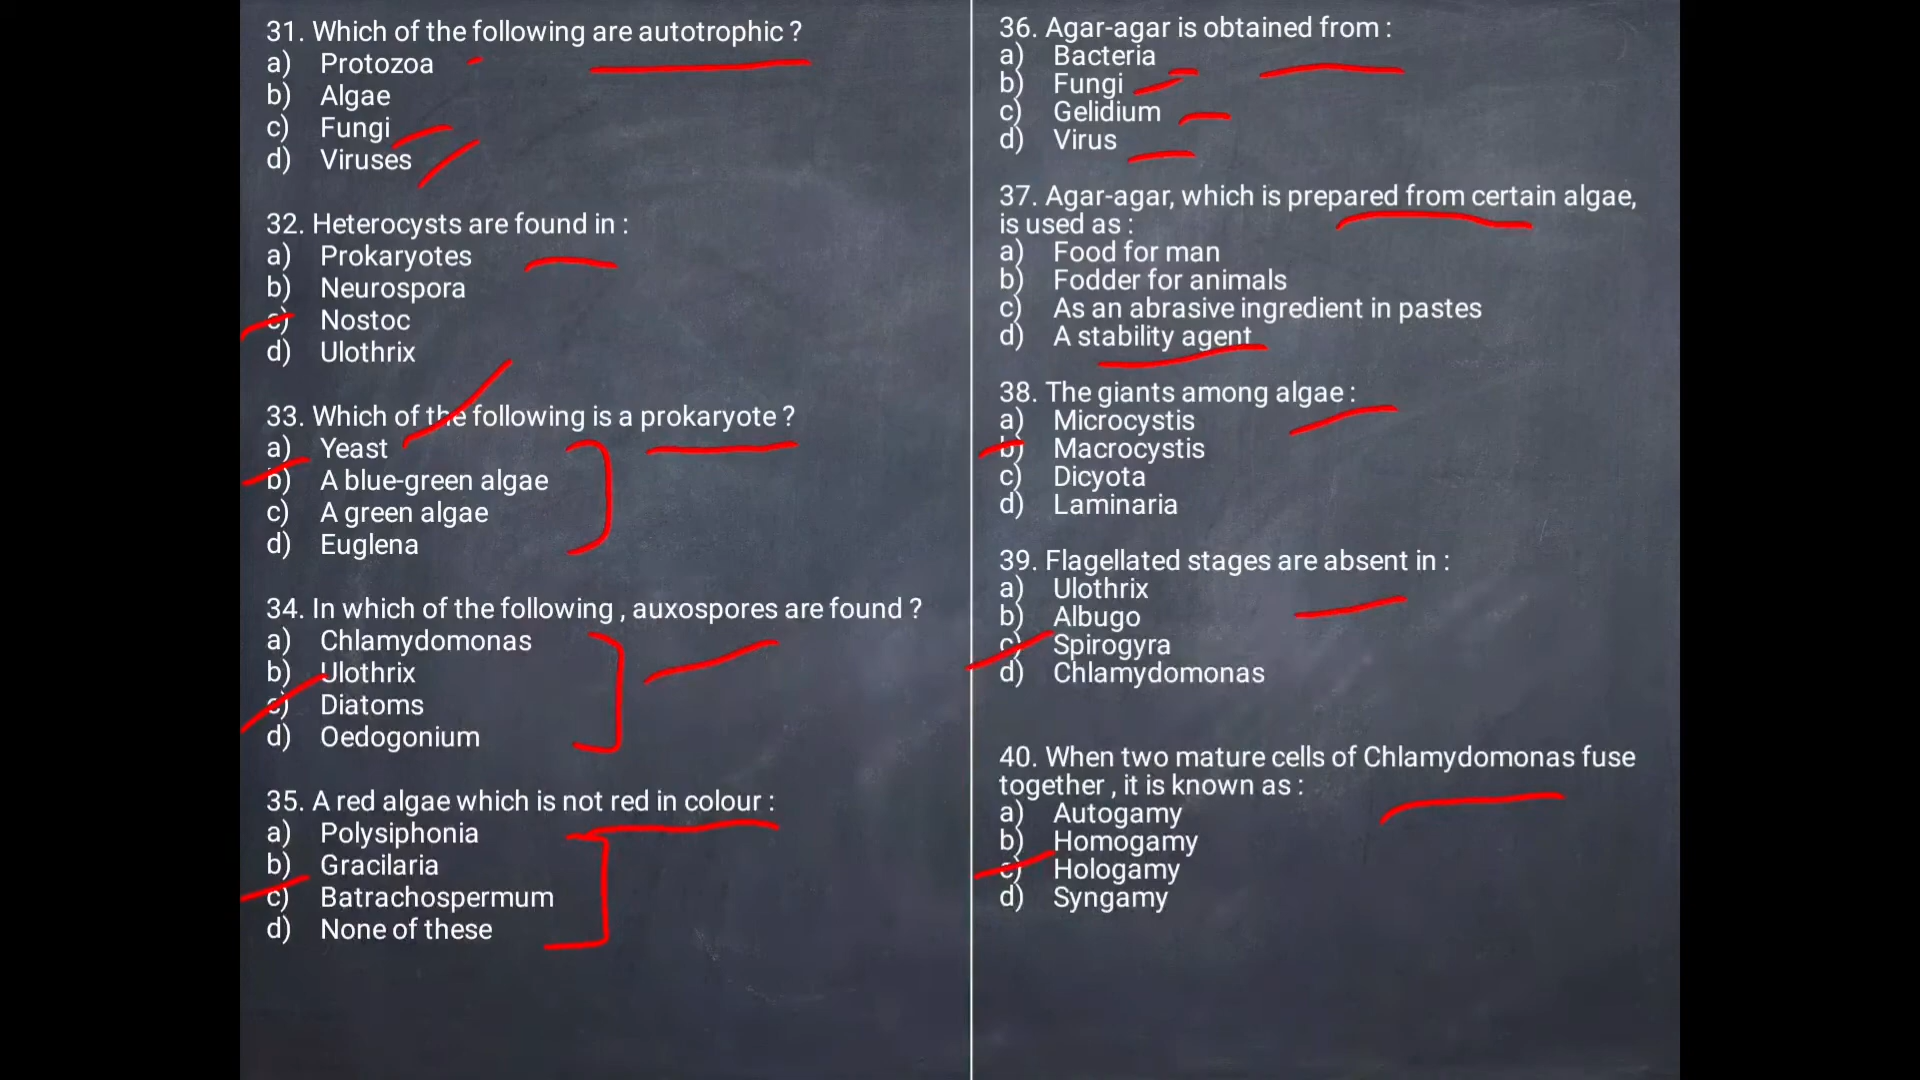 31. Which of the following are autotrophic ?
a) Protozoa
b) Algae
c) Fungi
d) Viruses
32. Heterocysts are found in :
a) Prokaryotes
b) Neurospora
c) Nostoc
d) Ulothrix
33. Which of the following is a prokaryote ?
a) Yeast
b) A blue-green algae
c) A green algae
d) Euglena
34. In which of the following , auxospores are found ?
a) Chlamydomonas
b) Ulothrix
c) Diatoms
d) Oedogonium
35. A red algae which is not red in colour :
a) Polysiphonia
b) Gracilaria
c) Batrachospermum
d) None of these
36. Agar-agar is obtained from :
a) Bacteria
b) Fungi
c) Gelidium
d) Virus
37. Agar-agar, which is prepared from certain algae,
is used as :
a) Food for man
b) Fodder for animals
c) As an abrasive ingredient in pastes
d) A stability agent
38. The giants among algae :
a) Microcystis
b) Macrocystis
c) Dicyota
d) Laminaria
39. Flagellated stages are absent in :
a) Ulothrix
b) Albugo
c) Spirogyra
d) Chlamydomonas
40. When two mature cells of Chlamydomonas fuse
together , it is known as :
a) Autogamy
b) Homogamy
c) Hologamy
d) Syngamy